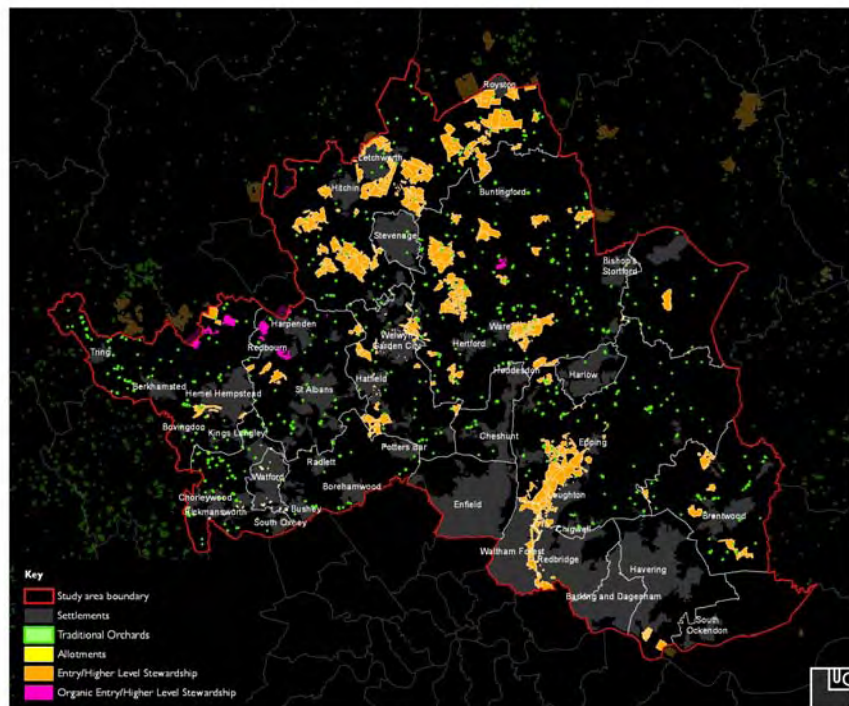 Royston
Letchworth
Hitchin
Buntingford
Stevenage
Bishop's
Stortford
Harpenden
Redbourn
Welwyn
Garden City
Hertford
Tring
Berkhamsted
Hemel Hempstead
St Albans
Hatfield
Hoddesdon
Harlow
Bovingdon
Kings Langley
Cheshunt
Epping
Potters Bar
Radlett
Watford
Borehamwood
Loughton
Chorleywood
Rickmansworth
Bushey
South Oxhey
Enfield
Chigwell
Brentwood
Waltham Forest
Redbridge
Havering
Barking and Dagenham
South
Ockendon
Key
Study area boundary
Settlements
Traditional Orchards
Allotments
Entry/Higher Level Stewardship
Organic Entry/Higher Level Stewardship